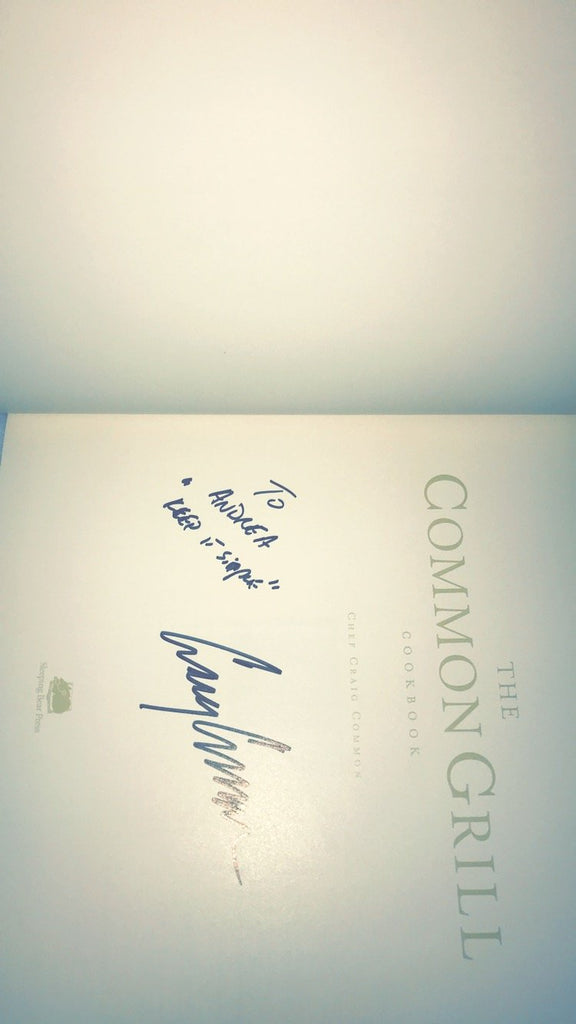 THE
COMMON GRILL
COOKBOOK
CHEF CRAIG COMMON
TO
ANDREA
"KEEP IT SIMPLE"
Sleeping Bear Press